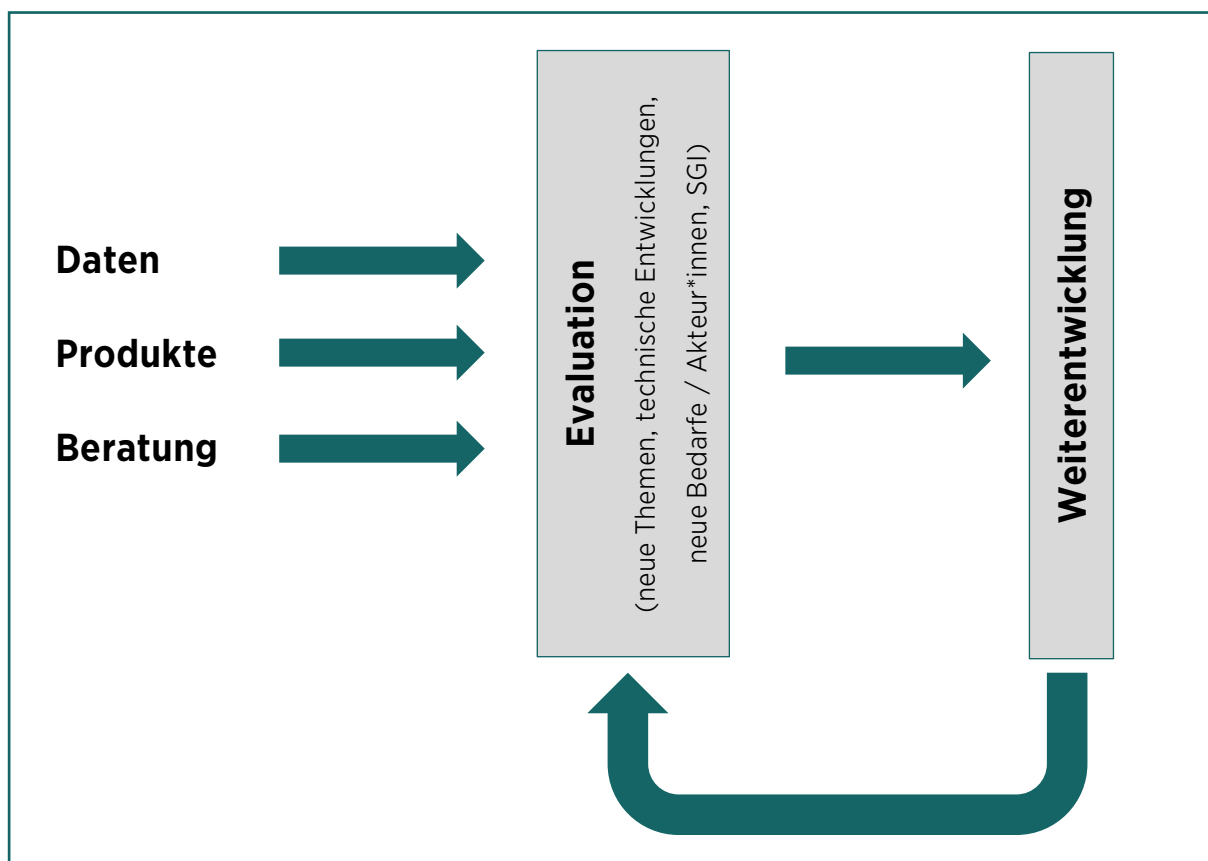 Daten
Produkte
Beratung
Evaluation
(neue Themen, technische Entwicklungen,
neue Bedarfe / Akteur*innen, SGI)
Weiterentwicklung